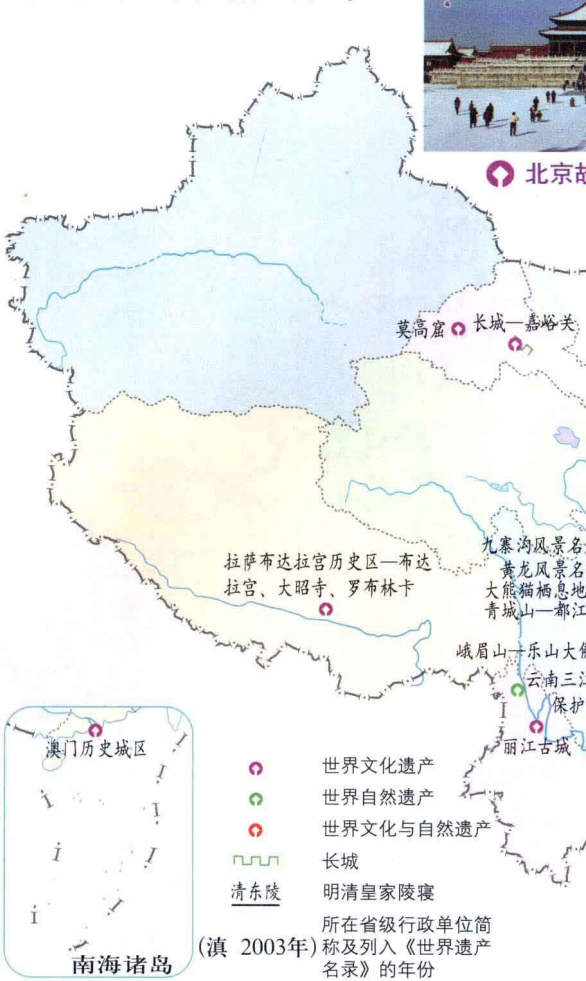 北京故
莫高窟
长城—嘉峪关
九寨沟风景名
黄龙风景名
大熊猫栖息地
青城山—都江
拉萨布达拉宫历史区—布达
拉宫、大昭寺、罗布林卡
峨眉山—乐山大佛
云南三江
保护
丽江古城
澳门历史城区
南海诸岛
世界文化遗产
世界自然遗产
世界文化与自然遗产
长城
清东陵 明清皇家陵寝
(滇 2003年) 所在省级行政单位简
称及列入《世界遗产
名录》的年份